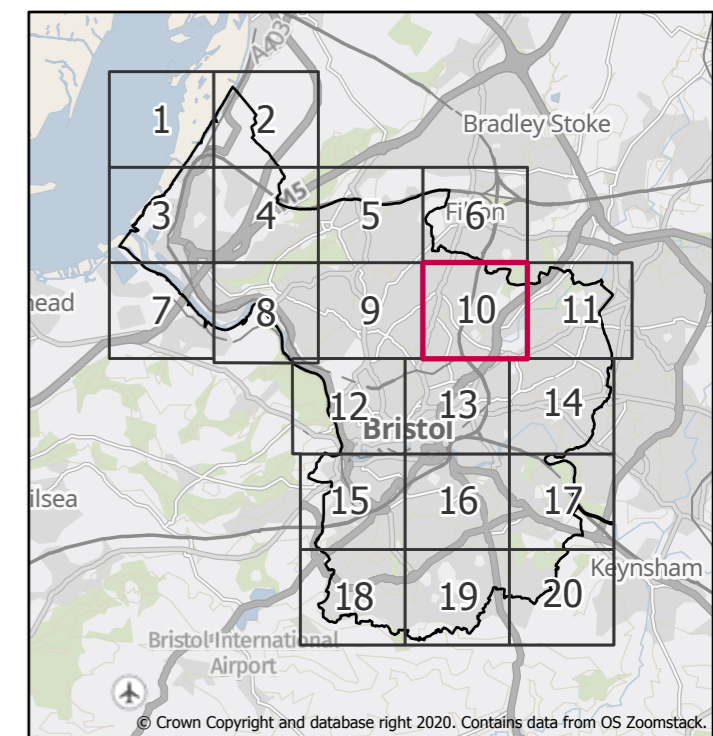 A403
1
2
Bradley Stoke
M5
3
4
5
Filton
6
ead
7
8
9
10
11
12
13
14
Bristol
ilsea
15
16
17
Keynsham
18
19
20
Bristol International
Airport
© Crown Copyright and database right 2020. Contains data from OS Zoomstack.